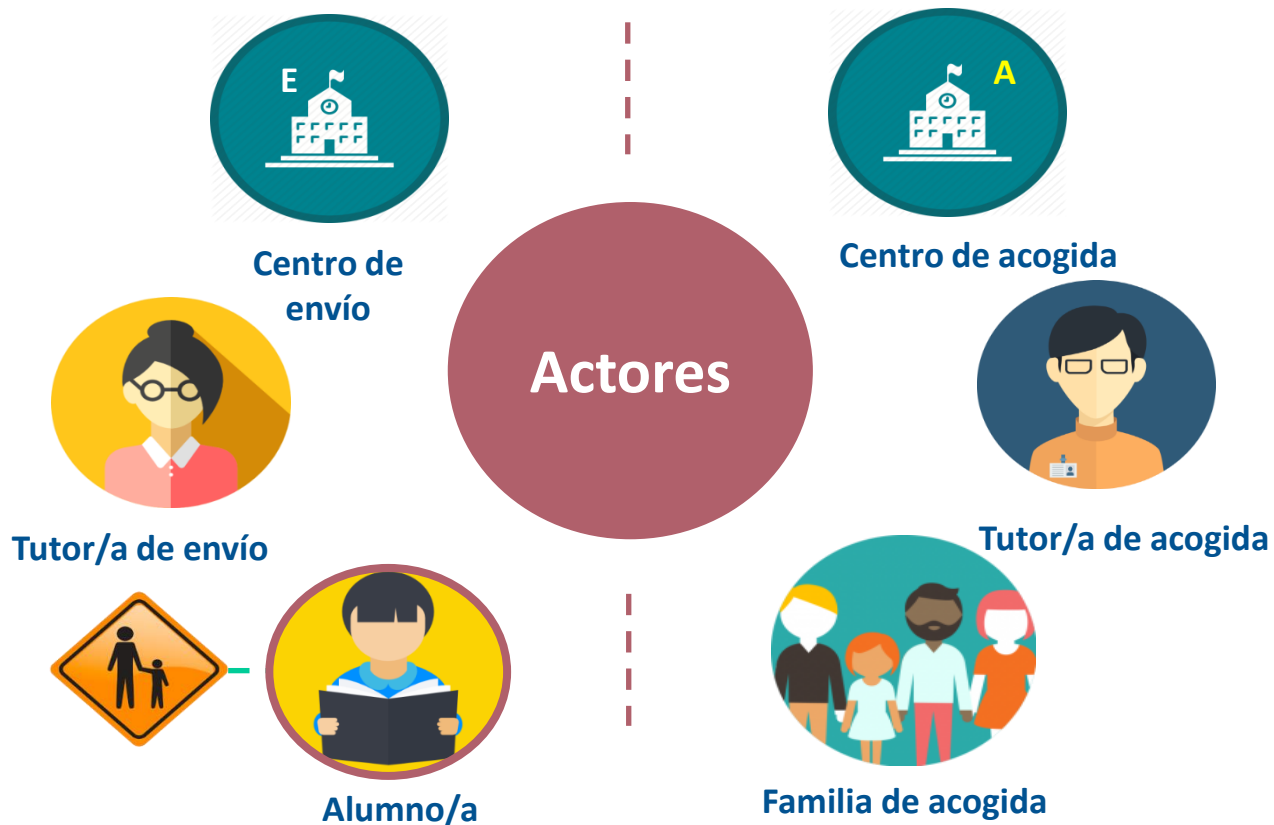 E
A
Centro de
envío
Centro de acogida
Actores
Tutor/a de envío
Tutor/a de acogida
Alumno/a
Familia de acogida